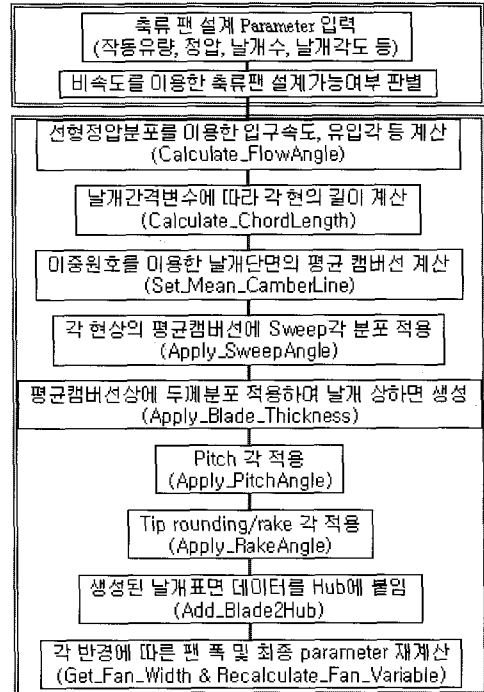 축류 팬 설계 Parameter 입력
(작동유량, 정압, 날개수, 날개각도 등)
비속도를 이용한 축류팬 설계가능여부 판별
선형정압분포를 이용한 입구속도, 유입각 등 계산
(Calculate_FlowAngle)
날개간격변수에 따라 각 현의 길이 계산
(Calculate_ChordLength)
이중원호를 이용한 날개단면의 평균 캠버선 계산
(Set_Mean_CamberLine)
각 현상의 평균캠버선에 Sweep각 분포 적용
(Apply_SweepAngle)
평균캠버선상에 두께분포 적용하여 날개 상하면 생성
(Apply_Blade_Thickness)
Pitch 각 적용
(Apply_PitchAngle)
Tip rounding/rake 각 적용
(Apply_RakeAngle)
생성된 날개표면 데이터를 Hub에 붙임
(Add_Blade2Hub)
각 반경에 따른 팬 폭 및 최종 parameter 재계산
(Get_Fan_Width & Recalculate_Fan_Variable)